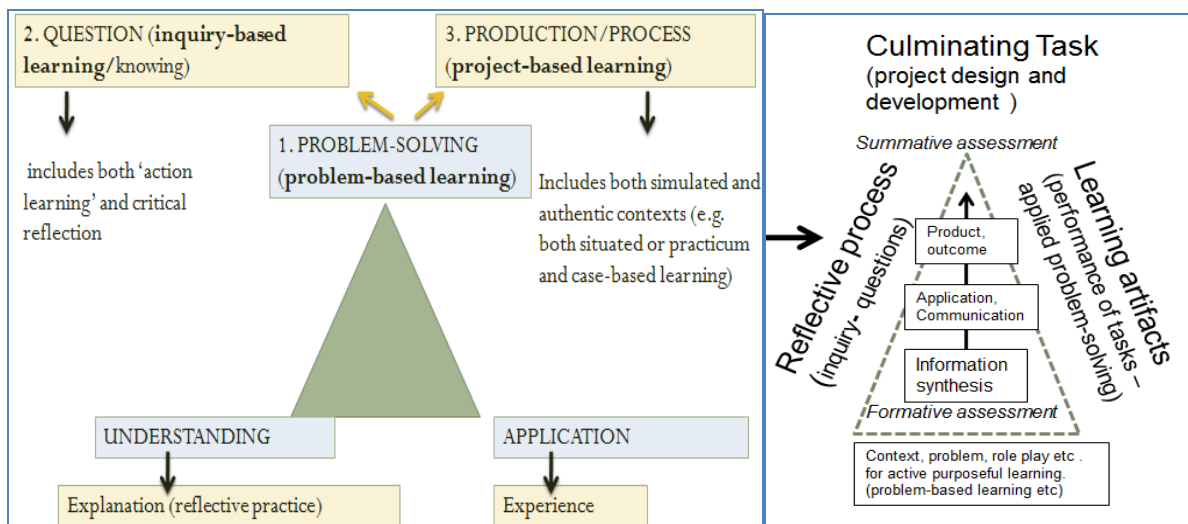 2. QUESTION (inquiry-based
learning/knowing)
3. PRODUCTION/PROCESS
(project-based learning)
1. PROBLEM-SOLVING
(problem-based learning)
includes both ‘action
learning’ and critical
reflection
Includes both simulated and
authentic contexts (e.g.
both situated or practicum
and case-based learning)
UNDERSTANDING
APPLICATION
Explanation (reflective practice)
Experience
Culminating Task
(project design and
development )
Summative assessment
Reflective process
(inquiry- questions)
Learning artifacts
(performance of tasks –
applied problem-solving)
Product,
outcome
Application,
Communication
Information
synthesis
Formative assessment
Context, problem, role play etc .
for active purposeful learning.
(problem-based learning etc)